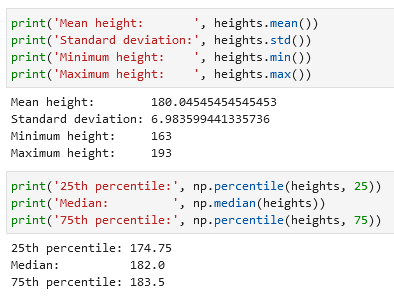 print('Mean height:       ', heights.mean())
print('Standard deviation:', heights.std())
print('Minimum height:    ', heights.min())
print('Maximum height:    ', heights.max())
Mean height:        180.04545454545453
Standard deviation: 6.983599441335736
Minimum height:     163
Maximum height:     193
print('25th percentile:', np.percentile(heights, 25))
print('Median:         ', np.median(heights))
print('75th percentile:', np.percentile(heights, 75))
25th percentile: 174.75
Median:          182.0
75th percentile: 183.5